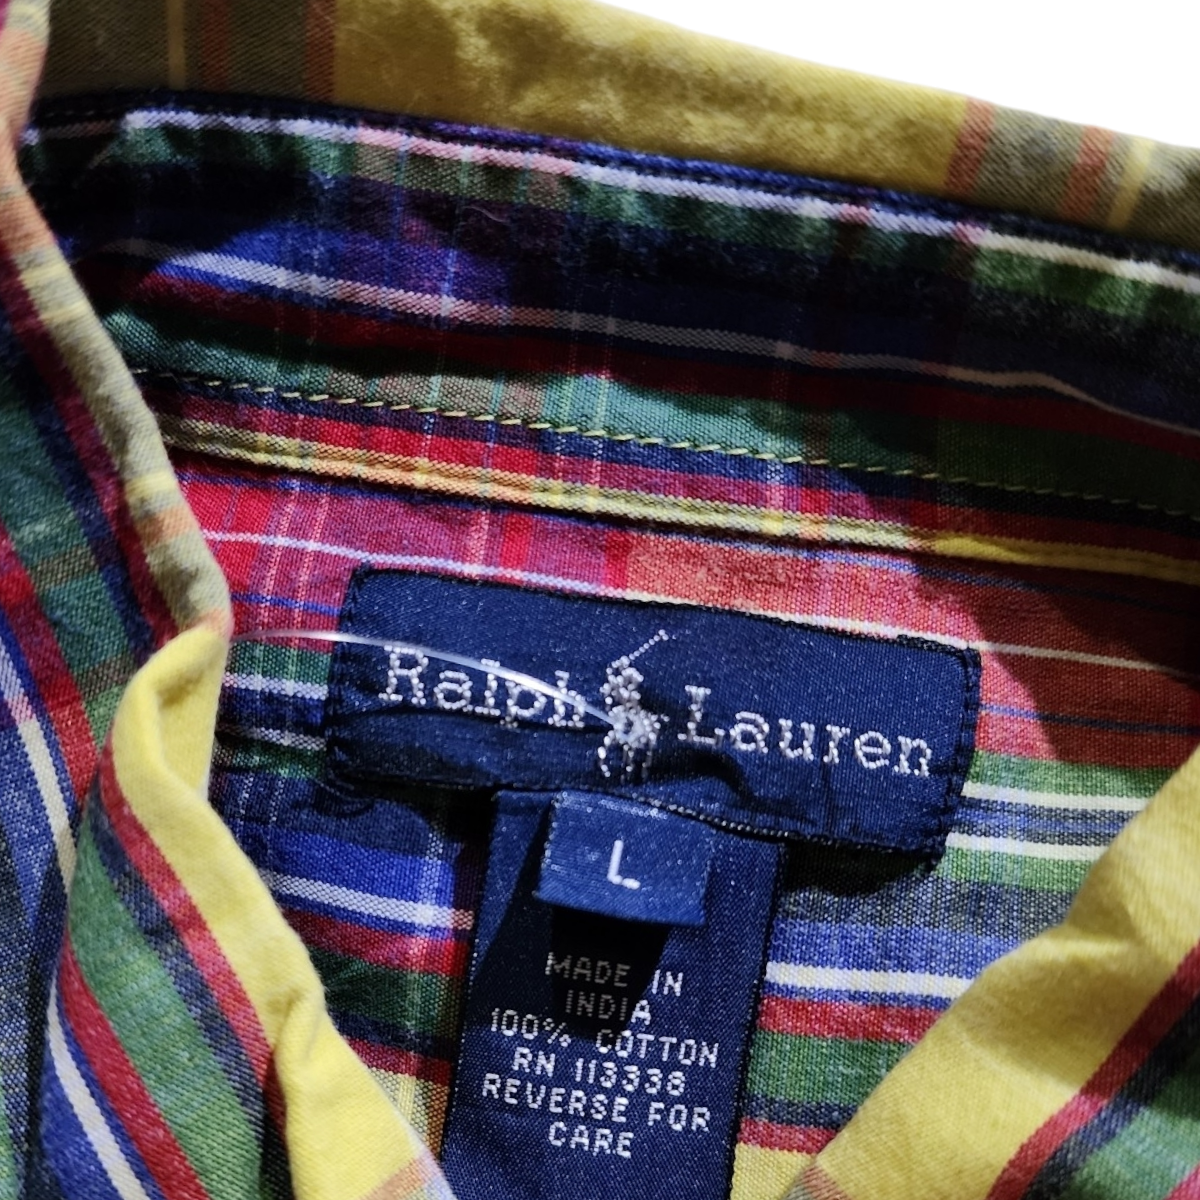 Ralph Lauren
L
MADE IN
INDIA
100% COTTON
RN 113338
REVERSE FOR
CARE